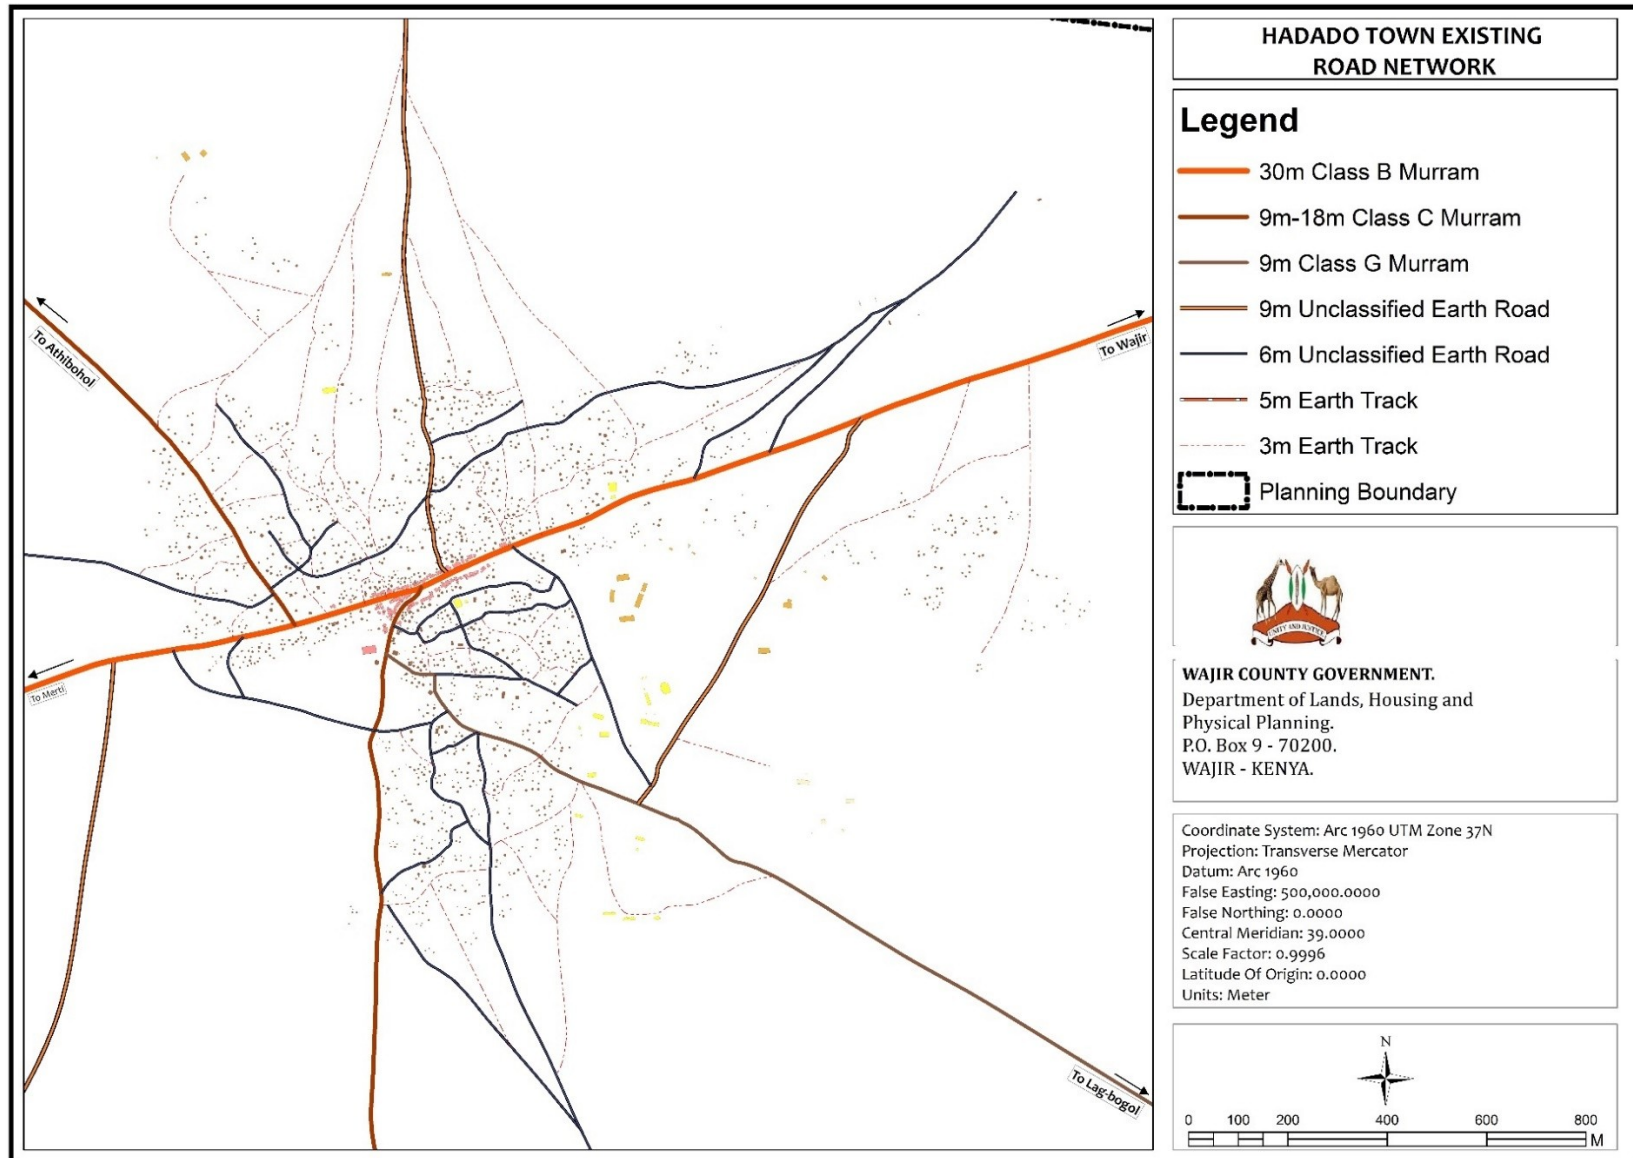 HADADO TOWN EXISTING
ROAD NETWORK
Legend
30m Class B Murram
9m-18m Class C Murram
9m Class G Murram
9m Unclassified Earth Road
6m Unclassified Earth Road
5m Earth Track
3m Earth Track
Planning Boundary
To Athibohol
To Wajir
To Merti
To Lag-bogol
UNITY AND JUSTICE
WAJIR COUNTY GOVERNMENT.
Department of Lands, Housing and
Physical Planning.
P.O. Box 9 - 70200.
WAJIR - KENYA.
Coordinate System: Arc 1960 UTM Zone 37N
Projection: Transverse Mercator
Datum: Arc 1960
False Easting: 500,000.0000
False Northing: 0.0000
Central Meridian: 39.0000
Scale Factor: 0.9996
Latitude Of Origin: 0.0000
Units: Meter
N
0 100 200 400 600 800
M